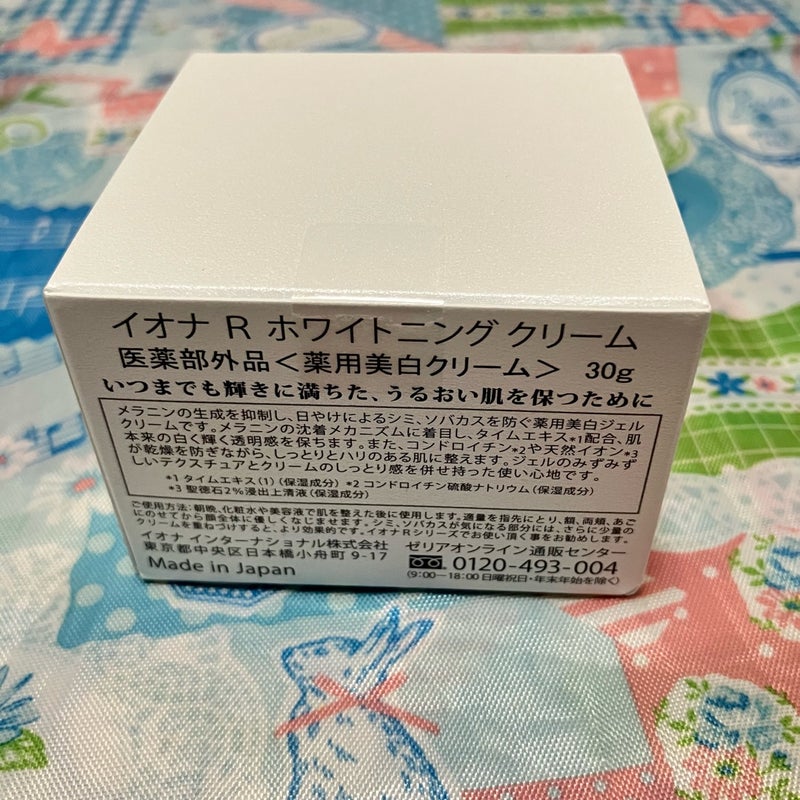 イオナ R ホワイトニング クリーム
医薬部外品＜薬用美白クリーム＞ 30g
いつまでも輝きに満ちた、うるおい肌を保つために
メラニンの生成を抑制し、日やけによるシミ、ソバカスを防ぐ薬用美白ジェル
クリームです。メラニンの沈着メカニズムに着目し、タイムエキス*1配合、肌
本来の白く輝く透明感を保ちます。また、コンドロイチン*2や天然イオン*3
が乾燥を防ぎながら、しっとりとハリのある肌に整えます。ジェルのみずみず
しいテクスチュアとクリームのしっとり感を併せ持った使い心地です。
*1 タイムエキス(1)（保湿成分） *2 コンドロイチン硫酸ナトリウム（保湿成分）
*3 聖徳石2％浸出上清液（保湿成分）
ご使用方法:朝晩、化粧水や美容液で肌を整えた後に使用します。適量を指先にとり、額、両頬、あご
にのせてから顔全体に優しくなじませます。シミ、ソバカスが気になる部分には、さらに少量の
クリームを重ねづけすると、より効果的です。イオナRシリーズでお使い頂く事をお勧めします。
イオナ インターナショナル株式会社 ゼリアオンライン通販センター
東京都中央区日本橋小舟町 9-17 0120-493-004
Made in Japan (9:00―18:00 日曜祝日・年末年始を除く)